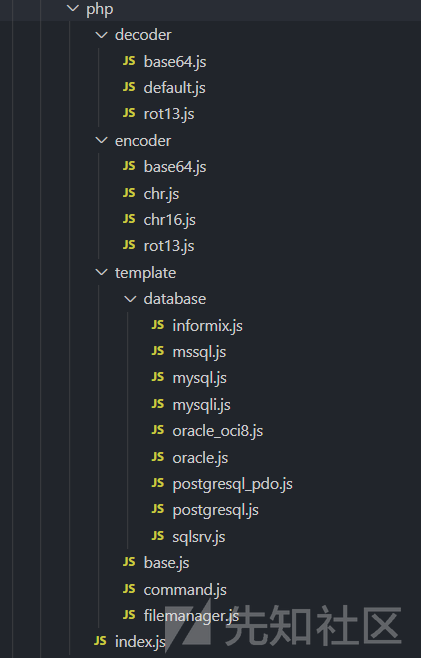 php
decoder
JS base64.js
JS default.js
JS rot13.js
encoder
JS base64.js
JS chr.js
JS chr16.js
JS rot13.js
template
database
JS informix.js
JS mssql.js
JS mysql.js
JS mysqli.js
JS oracle_oci8.js
JS oracle.js
JS postgresql_pdo.js
JS postgresql.js
JS sqlsrv.js
JS base.js
JS command.js
JS filemanager.js
JS index.js
先知社区